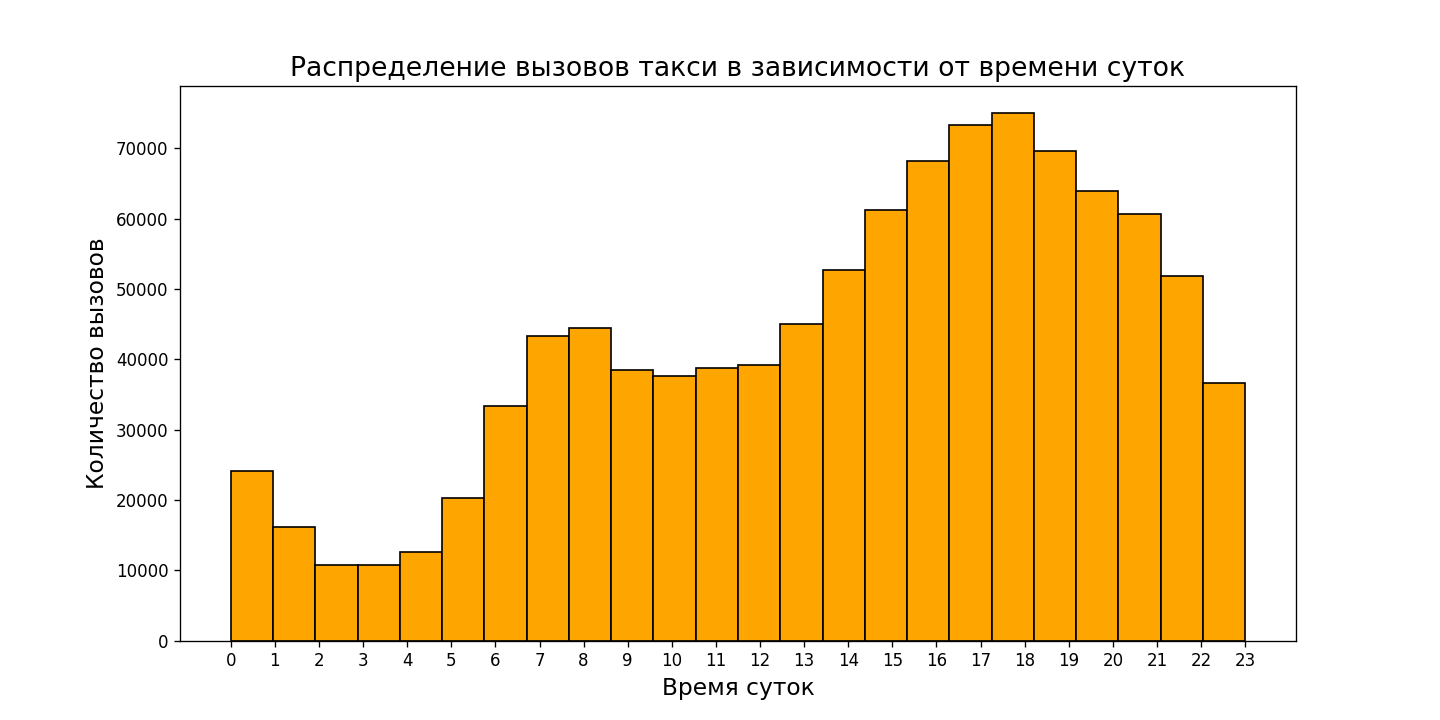 Распределение вызовов такси в зависимости от времени суток
Количество вызовов
70000
60000
50000
40000
30000
20000
10000
0
0 1 2 3 4 5 6 7 8 9 10 11 12 13 14 15 16 17 18 19 20 21 22 23
Время суток